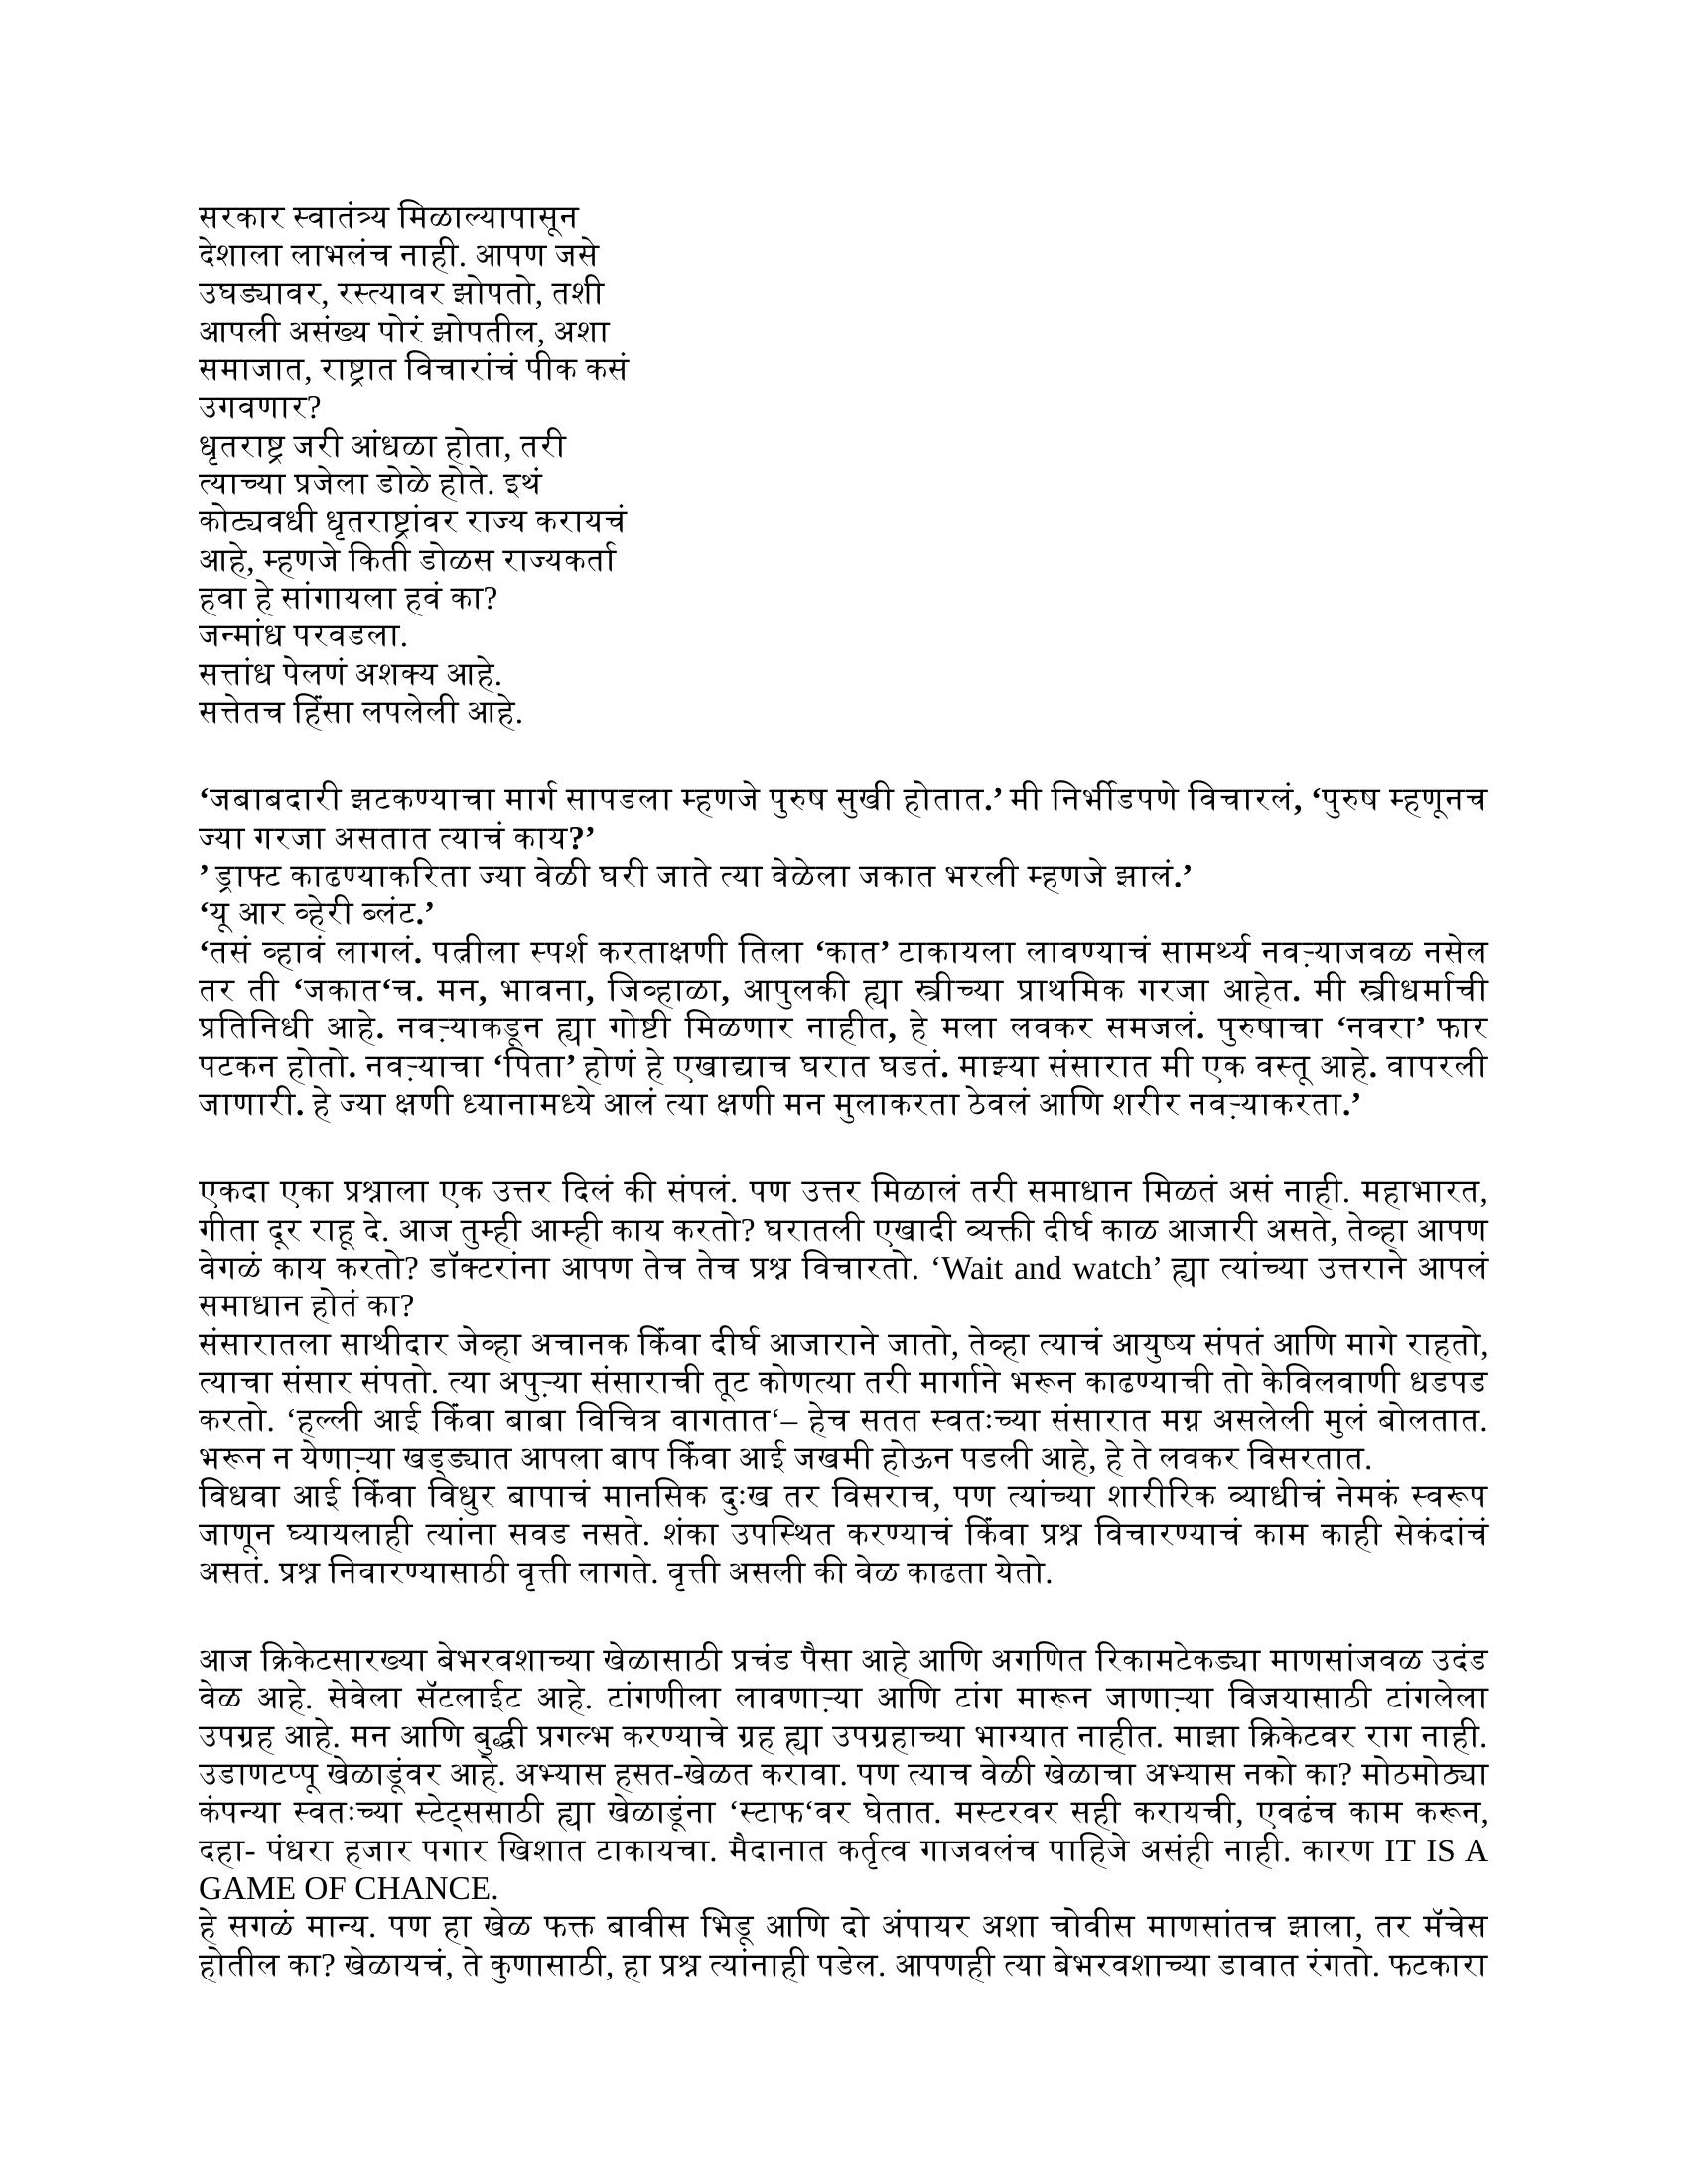 सरकार स्वातंत्र्य मिळाल्यापासून
देशाला लाभलंच नाही. आपण जसे
उघड्यावर, रस्त्यावर झोपतो, तशी
आपली असंख्य पोरं झोपतील, अशा
समाजात, राष्ट्रात विचारांचं पीक कसं
उगवणार?
धृतराष्ट्र जरी आंधळा होता, तरी
त्याच्या प्रजेला डोळे होते. इथं
कोट्यवधी धृतराष्ट्रांवर राज्य करायचं
आहे, म्हणजे किती डोळस राज्यकर्ता
हवा हे सांगायला हवं का?
जन्मांध परवडला.
सत्तांध पेलणं अशक्य आहे.
सत्तेतच हिंसा लपलेली आहे.
‘जबाबदारी झटकण्याचा मार्ग सापडला म्हणजे पुरुष सुखी होतात.’ मी निर्भीडपणे विचारलं, ‘पुरुष म्हणूनच
ज्या गरजा असतात त्याचं काय?’
’ ड्राफ्ट काढण्याकरिता ज्या वेळी घरी जाते त्या वेळेला जकात भरली म्हणजे झालं.’
‘यू आर व्हेरी ब्लंट.’
‘तसं व्हावं लागलं. पत्नीला स्पर्श करताक्षणी तिला ‘कात’ टाकायला लावण्याचं सामर्थ्य नवऱ्याजवळ नसेल
तर ती ‘जकात‘च. मन, भावना, जिव्हाळा, आपुलकी ह्या स्त्रीच्या प्राथमिक गरजा आहेत. मी स्त्रीधर्माची
प्रतिनिधी आहे. नवऱ्याकडून ह्या गोष्टी मिळणार नाहीत, हे मला लवकर समजलं. पुरुषाचा ‘नवरा’ फार
पटकन होतो. नवऱ्याचा ‘पिता’ होणं हे एखाद्याच घरात घडतं. माझ्या संसारात मी एक वस्तू आहे. वापरली
जाणारी. हे ज्या क्षणी ध्यानामध्ये आलं त्या क्षणी मन मुलाकरता ठेवलं आणि शरीर नवऱ्याकरता.’
एकदा एका प्रश्नाला एक उत्तर दिलं की संपलं. पण उत्तर मिळालं तरी समाधान मिळतं असं नाही. महाभारत,
गीता दूर राहू दे. आज तुम्ही आम्ही काय करतो? घरातली एखादी व्यक्ती दीर्घ काळ आजारी असते, तेव्हा आपण
वेगळं काय करतो? डॉक्टरांना आपण तेच तेच प्रश्न विचारतो. ‘Wait and watch’ ह्या त्यांच्या उत्तराने आपलं
समाधान होतं का?
संसारातला साथीदार जेव्हा अचानक किंवा दीर्घ आजाराने जातो, तेव्हा त्याचं आयुष्य संपतं आणि मागे राहतो,
त्याचा संसार संपतो. त्या अपुऱ्या संसाराची तूट कोणत्या तरी मार्गाने भरून काढण्याची तो केविलवाणी धडपड
करतो. ‘हल्ली आई किंवा बाबा विचित्र वागतात‘– हेच सतत स्वतःच्या संसारात मग्न असलेली मुलं बोलतात.
भरून न येणाऱ्या खड्ड्यात आपला बाप किंवा आई जखमी होऊन पडली आहे, हे ते लवकर विसरतात.
विधवा आई किंवा विधुर बापाचं मानसिक दुःख तर विसराच, पण त्यांच्या शारीरिक व्याधीचं नेमकं स्वरूप
जाणून घ्यायलाही त्यांना सवड नसते. शंका उपस्थित करण्याचं किंवा प्रश्न विचारण्याचं काम काही सेकंदांचं
असतं. प्रश्न निवारण्यासाठी वृत्ती लागते. वृत्ती असली की वेळ काढता येतो.
आज क्रिकेटसारख्या बेभरवशाच्या खेळासाठी प्रचंड पैसा आहे आणि अगणित रिकामटेकड्या माणसांजवळ उदंड
वेळ आहे. सेवेला सॅटलाईट आहे. टांगणीला लावणाऱ्या आणि टांग मारून जाणाऱ्या विजयासाठी टांगलेला
उपग्रह आहे. मन आणि बुद्धी प्रगल्भ करण्याचे ग्रह ह्या उपग्रहाच्या भाग्यात नाहीत. माझा क्रिकेटवर राग नाही.
उडाणटप्पू खेळाडूंवर आहे. अभ्यास हसत-खेळत करावा. पण त्याच वेळी खेळाचा अभ्यास नको का? मोठमोठ्या
कंपन्या स्वतःच्या स्टेट्ससाठी ह्या खेळाडूंना ‘स्टाफ‘वर घेतात. मस्टरवर सही करायची, एवढंच काम करून,
दहा- पंधरा हजार पगार खिशात टाकायचा. मैदानात कर्तृत्व गाजवलंच पाहिजे असंही नाही. कारण IT IS A
GAME OF CHANCE.
हे सगळं मान्य. पण हा खेळ फक्त बावीस भिडू आणि दो अंपायर अशा चोवीस माणसांतच झाला, तर मॅचेस
होतील का? खेळायचं, ते कुणासाठी, हा प्रश्न त्यांनाही पडेल. आपणही त्या बेभरवशाच्या डावात रंगतो. फटकारा